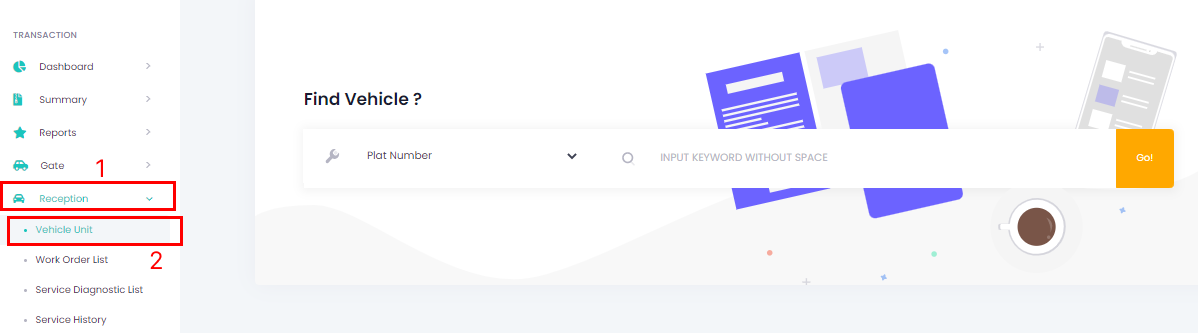 TRANSACTION
Dashboard
Summary
Reports
Gate
1
Reception
Vehicle Unit
2
Work Order List
Service Diagnostic List
Service History
Find Vehicle ?
Plat Number
INPUT KEYWORD WITHOUT SPACE
Go!